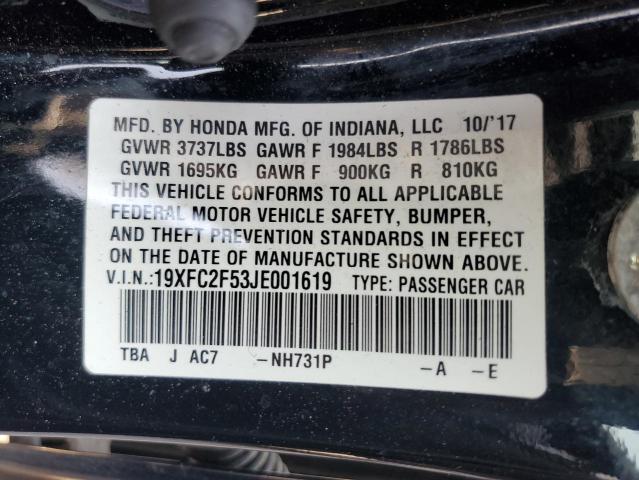 MFD. BY HONDA MFG. OF INDIANA, LLC 10/'17
GVWR 3737LBS GAWR F 1984LBS R 1786LBS
GVWR 1695KG GAWR F 900KG R 810KG
THIS VEHICLE CONFORMS TO ALL APPLICABLE
FEDERAL MOTOR VEHICLE SAFETY, BUMPER,
AND THEFT PREVENTION STANDARDS IN EFFECT
ON THE DATE OF MANUFACTURE SHOWN ABOVE.
V.I.N.:19XFC2F53JE001619 TYPE: PASSENGER CAR
TBA J AC7 -NH731P -A -E